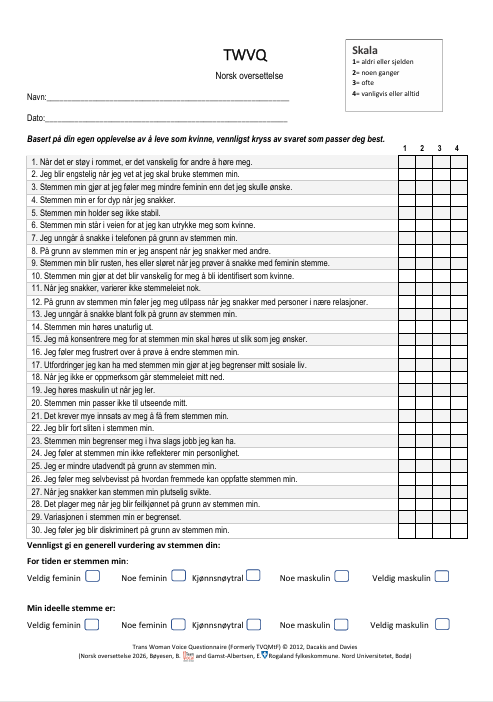 TWVQ
Norsk oversettelse
Skala
1= aldri eller sjelden
2= noen ganger
3= ofte
4= vanligvis eller alltid
Navn:
Dato:
Basert på din egen opplevelse av å leve som kvinne, vennligst kryss av svaret som passer deg best.
1 2 3 4
1. Når det er støy i rommet, er det vanskelig for andre å høre meg.
2. Jeg blir engstelig når jeg vet at jeg skal bruke stemmen min.
3. Stemmen min gjør at jeg føler meg mindre feminin enn det jeg skulle ønske.
4. Stemmen min er for dyp når jeg snakker.
5. Stemmen min holder seg ikke stabil.
6. Stemmen min står i veien for at jeg kan utrykke meg som kvinne.
7. Jeg unngår å snakke i telefonen på grunn av stemmen min.
8. På grunn av stemmen min er jeg anspent når jeg snakker med andre.
9. Stemmen min blir rusten, hes eller sløret når jeg prøver å snakke med feminin stemme.
10. Stemmen min gjør at det blir vanskelig for meg å bli identifisert som kvinne.
11. Når jeg snakker, varierer ikke stemmeleiet nok.
12. På grunn av stemmen min føler jeg meg utilpass når jeg snakker med personer i nære relasjoner.
13. Jeg unngår å snakke blant folk på grunn av stemmen min.
14. Stemmen min høres unaturlig ut.
15. Jeg må konsentrere meg for at stemmen min skal høres ut slik som jeg ønsker.
16. Jeg føler meg frustrert over å prøve å endre stemmen min.
17. Utfordringer jeg kan ha med stemmen min gjør at jeg begrenser mitt sosiale liv.
18. Når jeg ikke er oppmerksom går stemmeleiet mitt ned.
19. Jeg høres maskulin ut når jeg ler.
20. Stemmen min passer ikke til utseende mitt.
21. Det krever mye innsats av meg å få frem stemmen min.
22. Jeg blir fort sliten i stemmen min.
23. Stemmen min begrenser meg i hva slags jobb jeg kan ha.
24. Jeg føler at stemmen min ikke reflekterer min personlighet.
25. Jeg er mindre utadvendt på grunn av stemmen min.
26. Jeg føler meg selvbevisst på hvordan fremmede kan oppfatte stemmen min.
27. Når jeg snakker kan stemmen min plutselig svikte.
28. Det plager meg når jeg blir feilkjønnet på grunn av stemmen min.
29. Variasjonen i stemmen min er begrenset.
30. Jeg føler jeg blir diskriminert på grunn av stemmen min.
Vennligst gi en generell vurdering av stemmen din:
For tiden er stemmen min:
Veldig feminin Noe feminin Kjønnsnøytral Noe maskulin Veldig maskulin
Min ideelle stemme er:
Veldig feminin Noe feminin Kjønnsnøytral Noe maskulin Veldig maskulin
Trans Woman Voice Questionnaire (Formerly TVQMtF) © 2012, Dacakis and Davies
(Norsk oversettelse 2026, Bøyesen, B. and Gamst-Albertsen, E. Rogaland fylkeskommune. Nord Universitetet, Bodø)